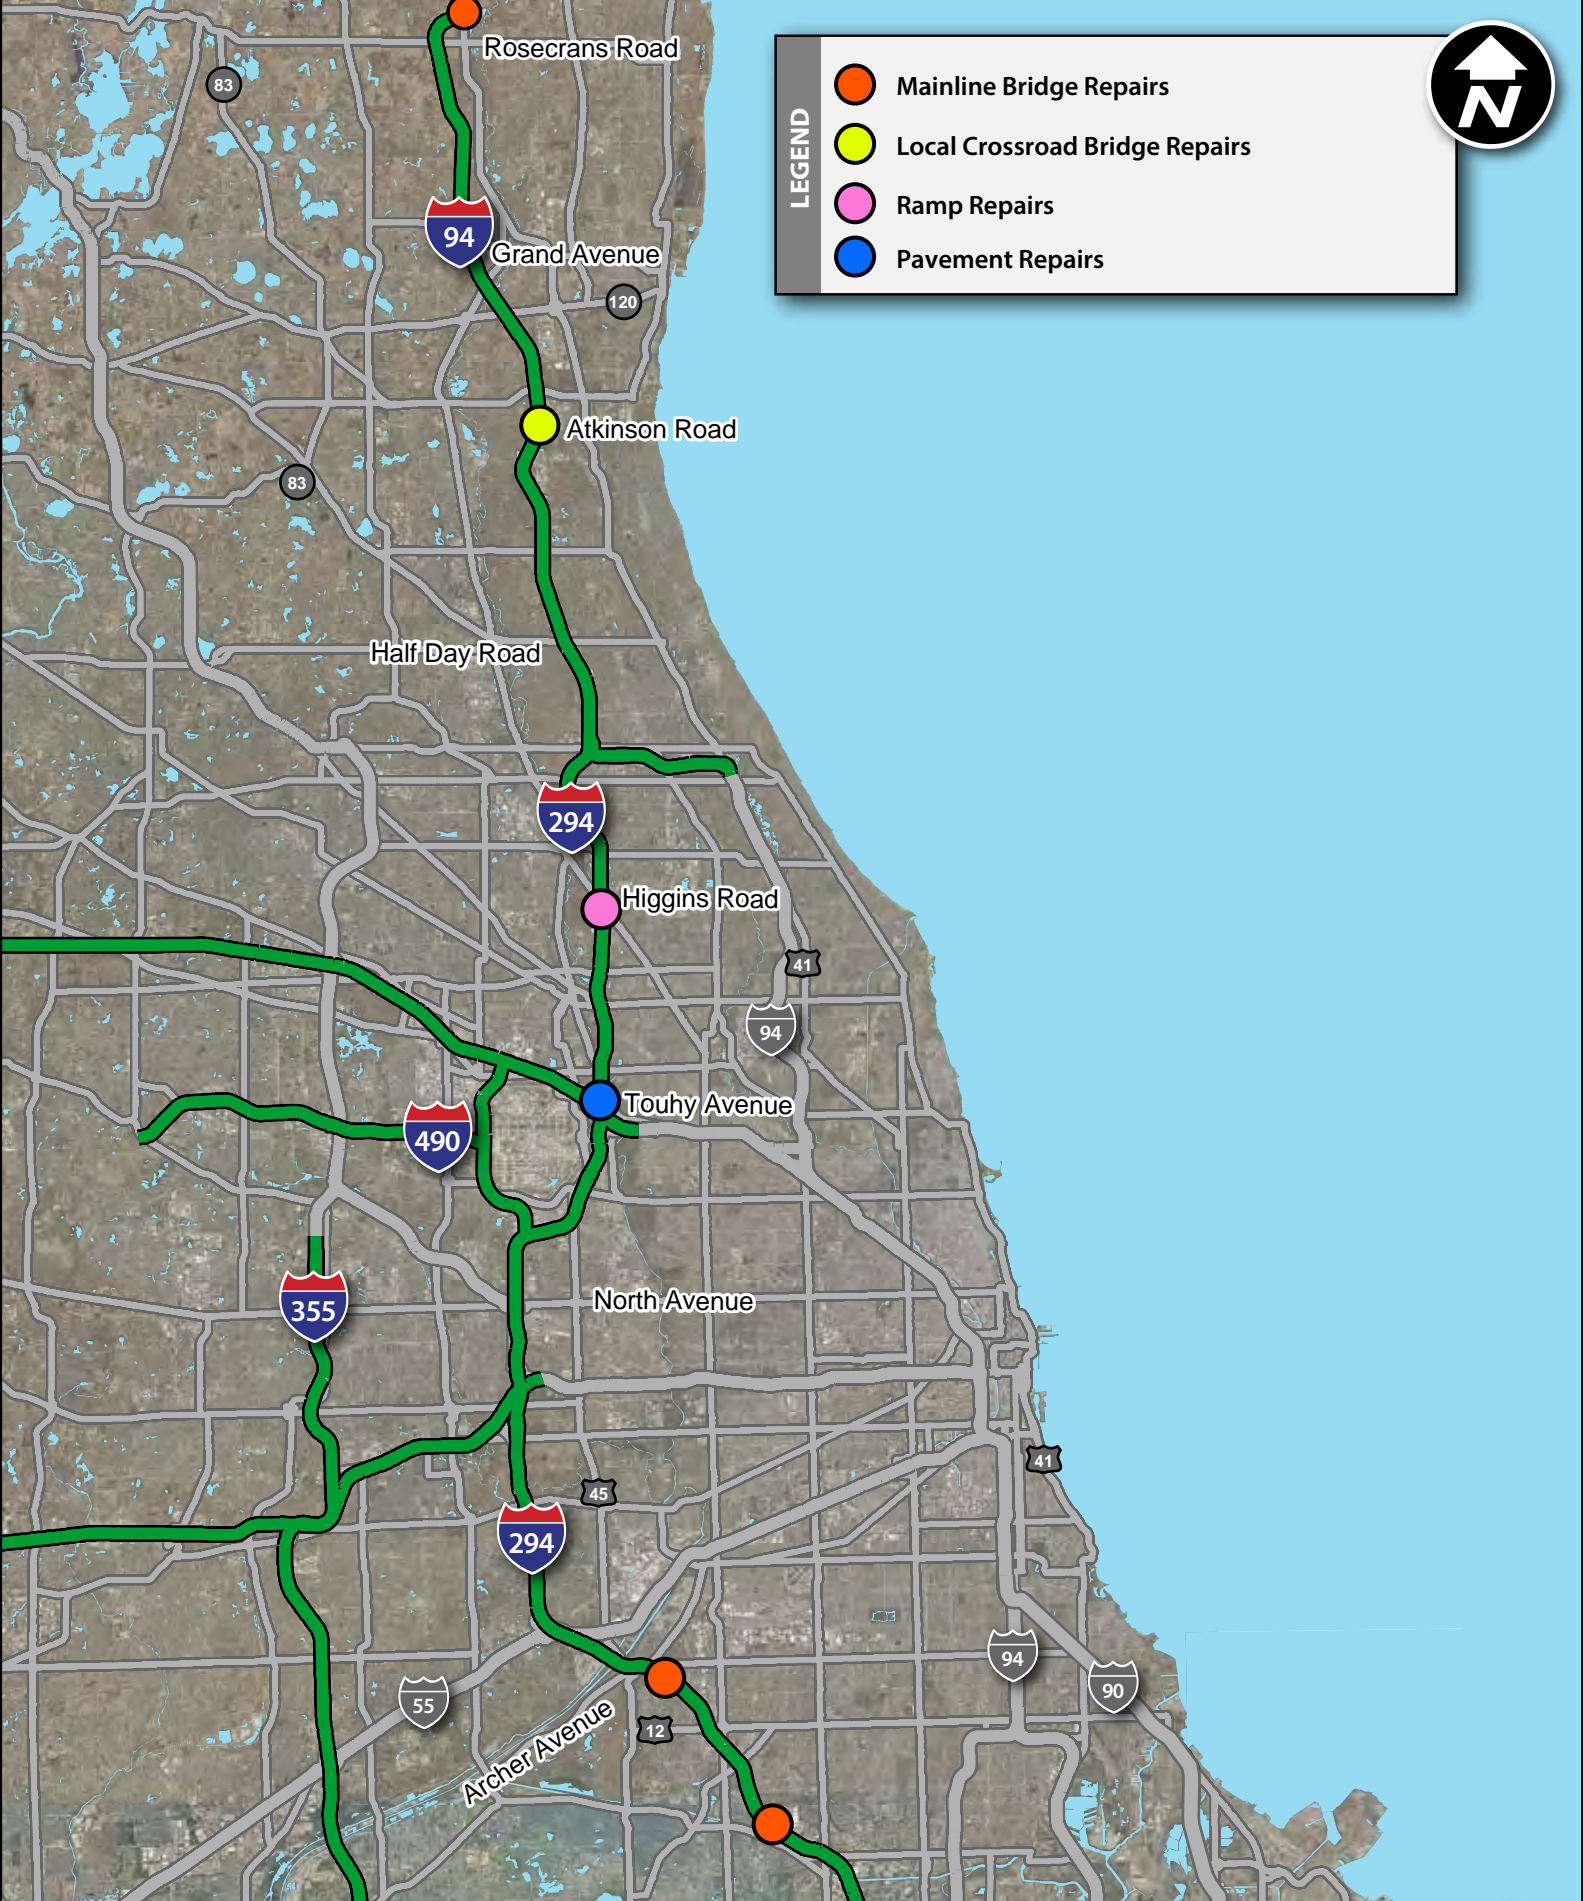 Rosecrans Road
83
LEGEND
Mainline Bridge Repairs
Local Crossroad Bridge Repairs
Ramp Repairs
Pavement Repairs
N
94
Grand Avenue
120
Atkinson Road
83
Half Day Road
294
Higgins Road
41
94
Touhy Avenue
490
North Avenue
355
41
45
294
94
90
55
12
Archer Avenue